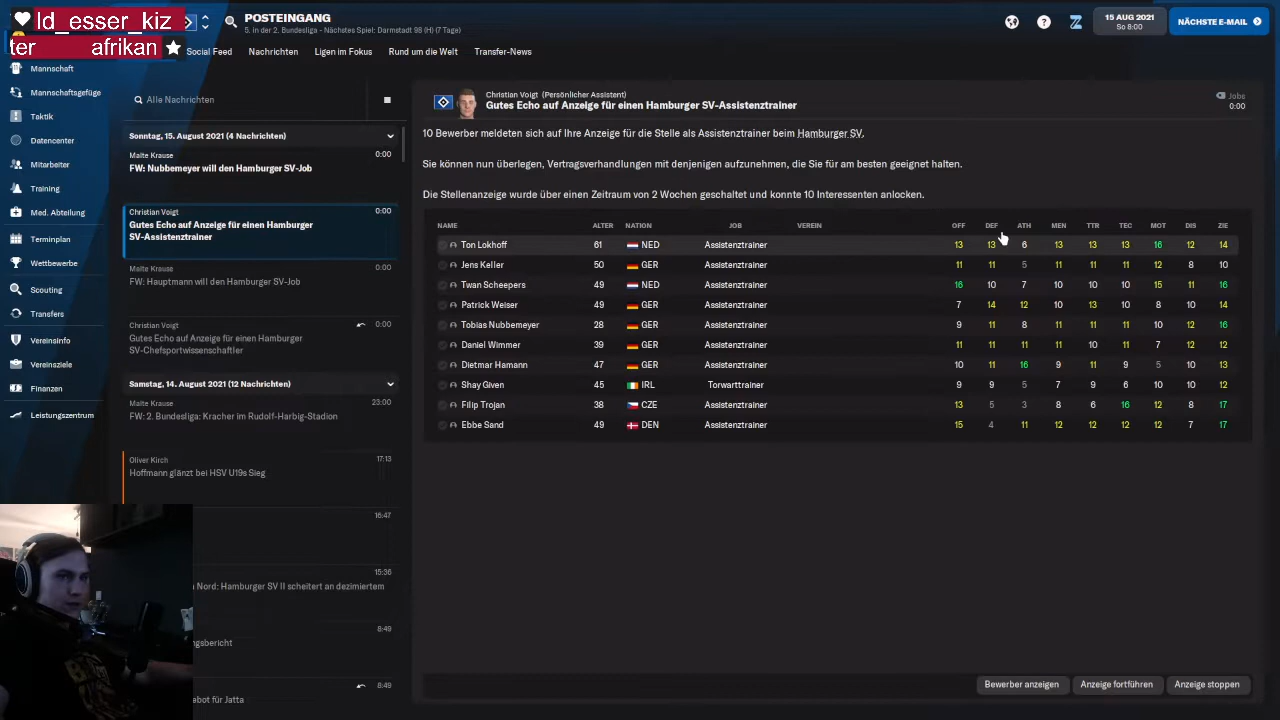 ld_esser_kiz
ter afrikan
POSTEINGANG
5. in der 2. Bundesliga - Nächstes Spiel: Darmstadt 98 (H) (7 Tage)
15 AUG 2021
So 8:00
NÄCHSTE E-MAIL
Social Feed Nachrichten Ligen im Fokus Rund um die Welt Transfer-News
Mannschaft
Mannschaftsgefüge
Taktik
Datencenter
Mitarbeiter
Training
Med. Abteilung
Terminplan
Wettbewerbe
Scouting
Transfers
Vereinsinfo
Vereinsziele
Finanzen
Leistungszentrum
Alle Nachrichten
Sonntag, 15. August 2021 (4 Nachrichten)
Malte Krause 0:00
FW: Nubbemeyer will den Hamburger SV-Job
Christian Voigt 0:00
Gutes Echo auf Anzeige für einen Hamburger
SV-Assistenztrainer
Malte Krause 0:00
FW: Hauptmann will den Hamburger SV-Job
Christian Voigt 0:00
Gutes Echo auf Anzeige für einen Hamburger
SV-Chefsportwissenschaftler
Samstag, 14. August 2021 (12 Nachrichten)
Malte Krause 23:00
FW: 2. Bundesliga: Kracher im Rudolf-Harbig-Stadion
Oliver Kirch 17:13
Hoffmann glänzt bei HSV U19s Sieg
16:47
15:36
Nord: Hamburger SV II scheitert an dezimiertem
8:49
ngsbericht
8:49
ebot für Jatta
Christian Voigt (Persönlicher Assistent)
Gutes Echo auf Anzeige für einen Hamburger SV-Assistenztrainer
Jobs
0:00
10 Bewerber meldeten sich auf Ihre Anzeige für die Stelle als Assistenztrainer beim Hamburger SV.
Sie können nun überlegen, Vertragsverhandlungen mit denjenigen aufzunehmen, die Sie für am besten geeignet halten.
Die Stellenanzeige wurde über einen Zeitraum von 2 Wochen geschaltet und konnte 10 Interessenten anlocken.
NAME ALTER NATION JOB VEREIN OFF DEF ATH MEN TTR TEC MOT DIS ZIE
Ton Lokhoff 61 NED Assistenztrainer 13 13 6 13 13 13 16 12 14
Jens Keller 50 GER Assistenztrainer 11 11 5 11 11 11 12 8 10
Twan Scheepers 49 NED Assistenztrainer 16 10 7 10 10 10 15 11 16
Patrick Weiser 49 GER Assistenztrainer 7 14 12 10 13 10 8 10 14
Tobias Nubbemeyer 28 GER Assistenztrainer 9 11 8 11 11 11 10 12 16
Daniel Wimmer 39 GER Assistenztrainer 11 11 11 11 10 11 7 12 12
Dietmar Hamann 47 GER Assistenztrainer 10 11 16 9 11 9 5 10 13
Shay Given 45 IRL Torwarttrainer 9 9 5 7 9 6 10 10 12
Filip Trojan 38 CZE Assistenztrainer 13 5 3 8 6 16 12 8 17
Ebbe Sand 49 DEN Assistenztrainer 15 4 11 12 12 12 12 7 17
Bewerber anzeigen Anzeige fortführen Anzeige stoppen